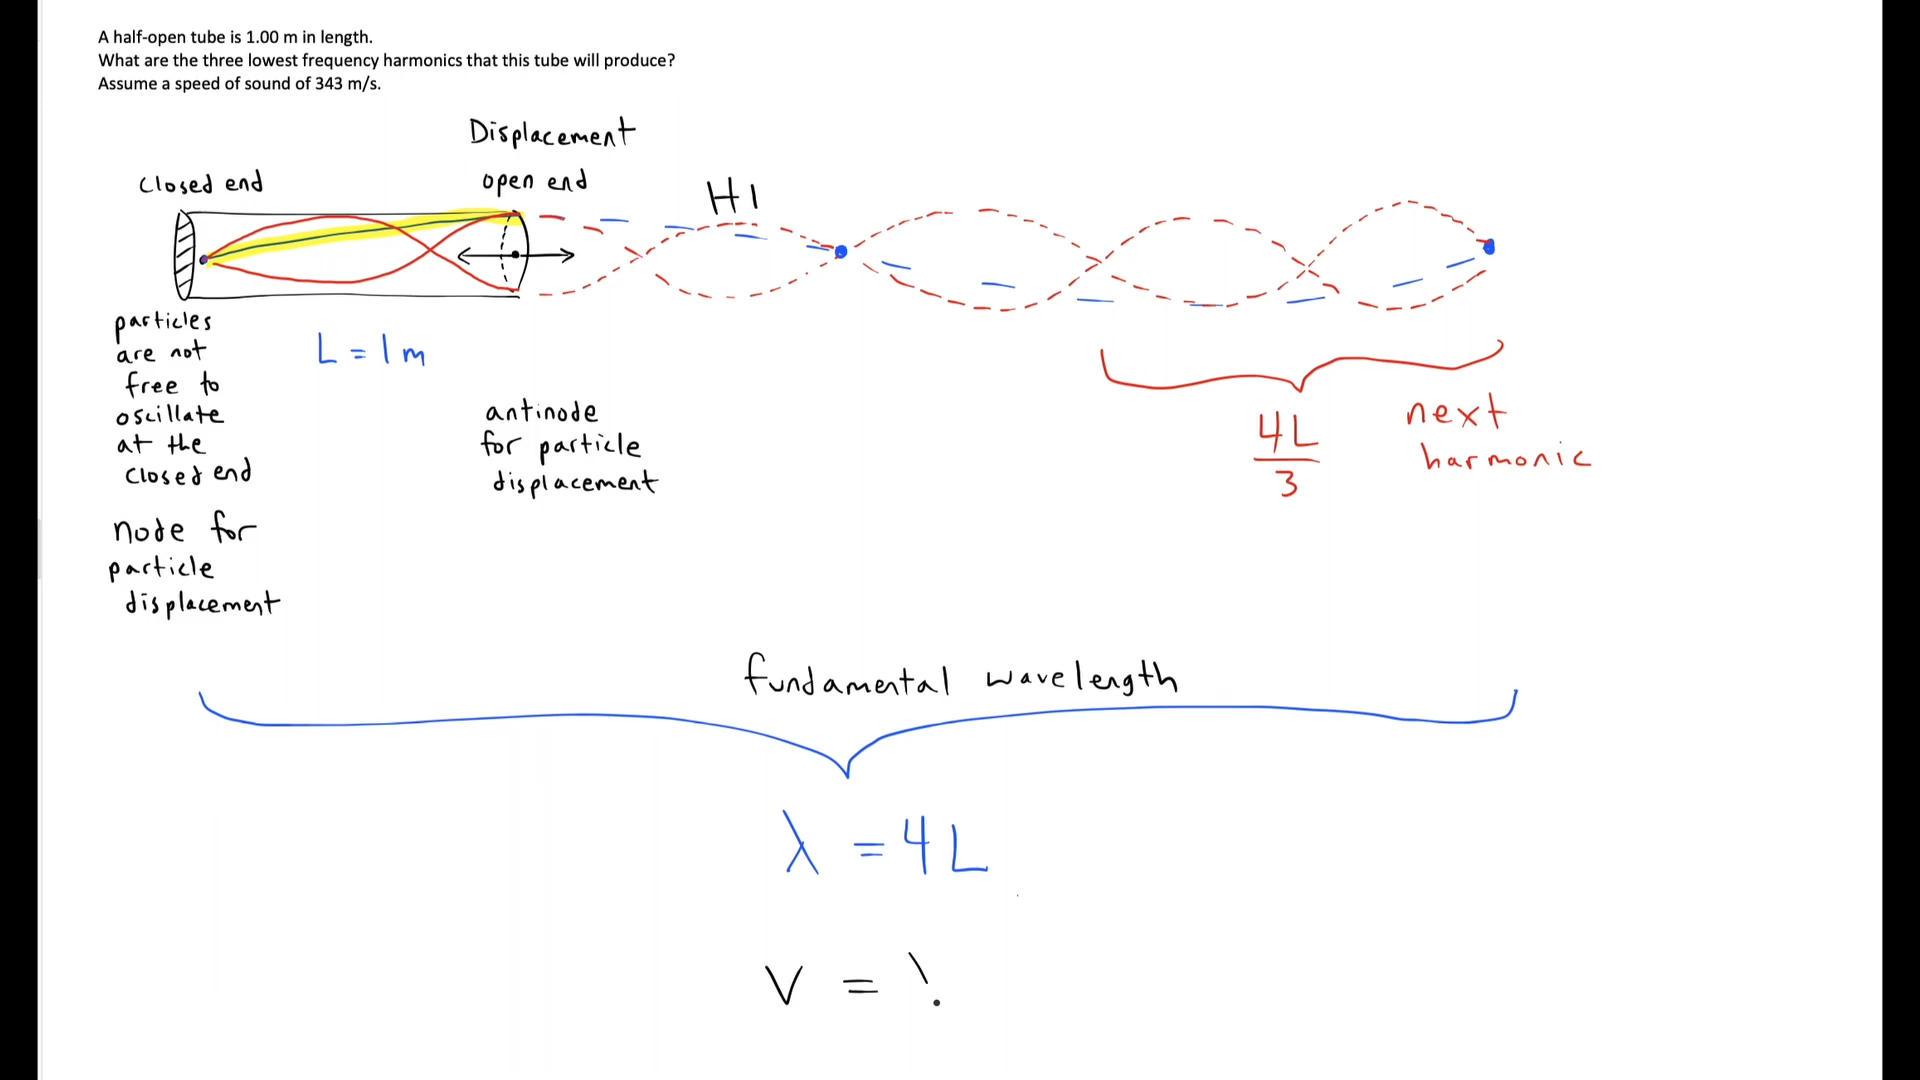 A half-open tube is 1.00 m in length.
What are the three lowest frequency harmonics that this tube will produce?
Assume a speed of sound of 343 m/s.
Displacement
closed end
open end
H1
particles
are not
free to
oscillate
at the
closed end
L = 1 m
antinode
for particle
displacement
4L
3
next
harmonic
node for
particle
displacement
fundamental wavelength
λ = 4L
v =